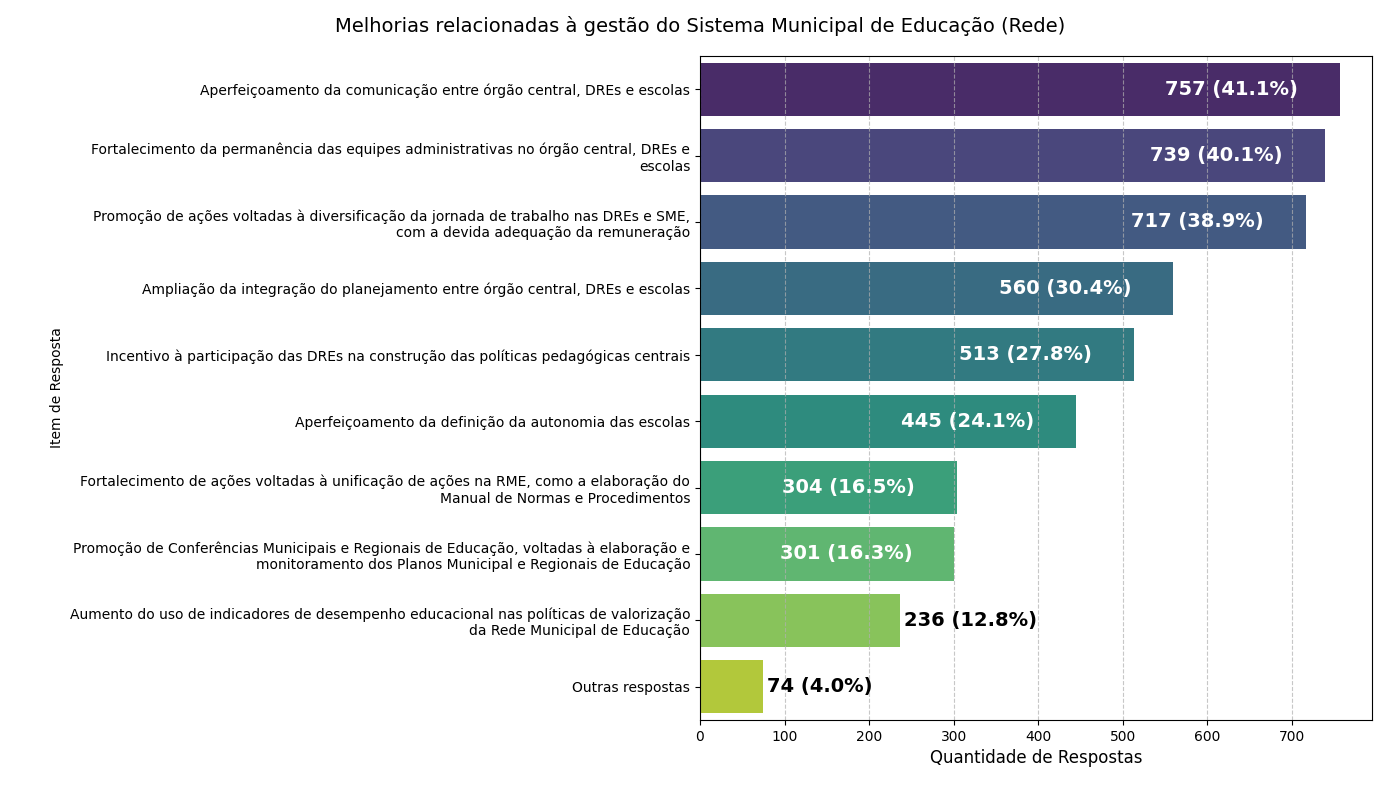 Melhorias relacionadas à gestão do Sistema Municipal de Educação (Rede)
Item de Resposta
Aperfeiçoamento da comunicação entre órgão central, DREs e escolas
757 (41.1%)
Fortalecimento da permanência das equipes administrativas no órgão central, DREs e
escolas
739 (40.1%)
Promoção de ações voltadas à diversificação da jornada de trabalho nas DREs e SME,
com a devida adequação da remuneração
717 (38.9%)
Ampliação da integração do planejamento entre órgão central, DREs e escolas
560 (30.4%)
Incentivo à participação das DREs na construção das políticas pedagógicas centrais
513 (27.8%)
Aperfeiçoamento da definição da autonomia das escolas
445 (24.1%)
Fortalecimento de ações voltadas à unificação de ações na RME, como a elaboração do
Manual de Normas e Procedimentos
304 (16.5%)
Promoção de Conferências Municipais e Regionais de Educação, voltadas à elaboração e
monitoramento dos Planos Municipal e Regionais de Educação
301 (16.3%)
Aumento do uso de indicadores de desempenho educacional nas políticas de valorização
da Rede Municipal de Educação
236 (12.8%)
Outras respostas
74 (4.0%)
0 100 200 300 400 500 600 700
Quantidade de Respostas